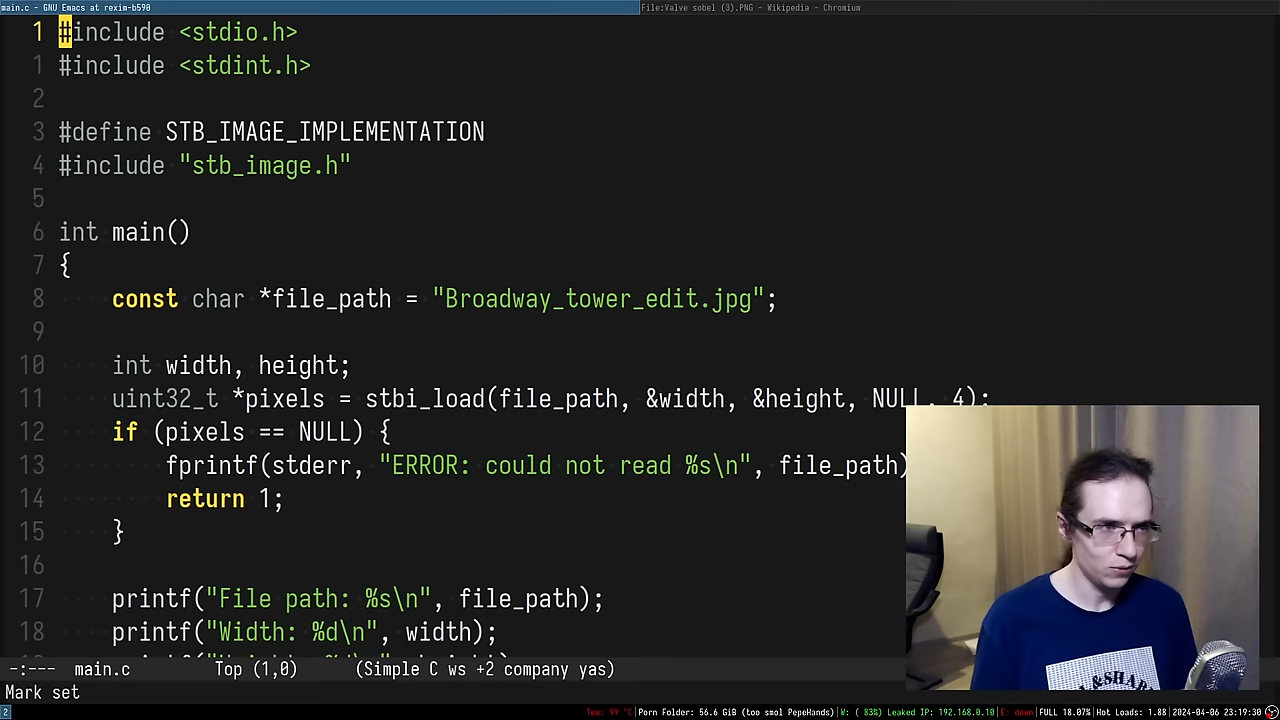 main.c - GNU Emacs at rexim-b590
File:Valve sobel (3).PNG - Wikipedia - Chromium
1 #include <stdio.h>
1 #include <stdint.h>
2
3 #define STB_IMAGE_IMPLEMENTATION
4 #include "stb_image.h"
5
6 int main()
7 {
8 const char *file_path = "Broadway_tower_edit.jpg";
9
10 int width, height;
11 uint32_t *pixels = stbi_load(file_path, &width, &height, NULL, 4);
12 if (pixels == NULL) {
13 fprintf(stderr, "ERROR: could not read %s\n", file_path)
14 return 1;
15 }
16
17 printf("File path: %s\n", file_path);
18 printf("Width: %d\n", width);
-:--- main.c Top (1,0) (Simple C ws +2 company yas)
Mark set
2
Tea: 99 °C|Porn Folder: 56.6 GiB (too smol PepeHands)|W: ( 83%) Leaked IP: 192.168.0.10|E: down|FULL 18.07%|Hot Loads: 1.88|2024-04-06 23:19:30
& SHAR